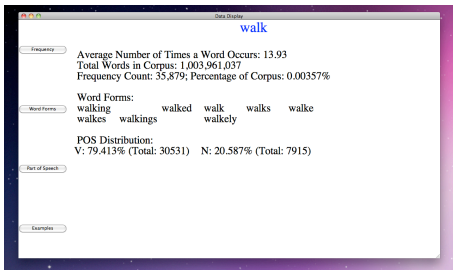 Data Display
walk
Frequency
Average Number of Times a Word Occurs: 13.93
Total Words in Corpus: 1,003,961,037
Frequency Count: 35,879; Percentage of Corpus: 0.00357%
Word Forms:
Word Forms
walking walked walk walks walke
walkes walkings walkely
POS Distribution:
V: 79.413% (Total: 30531) N: 20.587% (Total: 7915)
Part of Speech
Examples